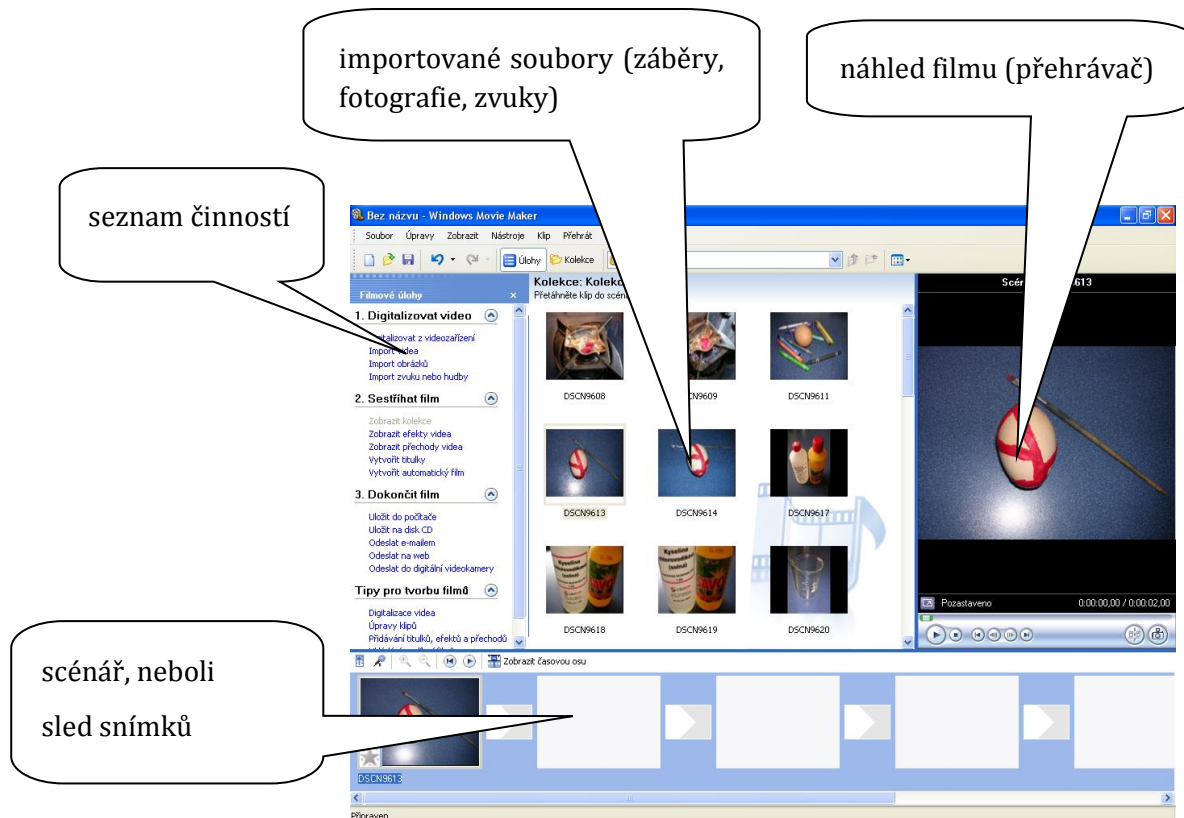 importované soubory (záběry,
fotografie, zvuky)
náhled filmu (přehrávač)
seznam činností
Bez názvu - Windows Movie Maker
Soubor Úpravy Zobrazit Nástroje Klip Přehrát
Úlohy Kolekce
Filmové úlohy
Kolekce:
Přetáhněte klip do
1. Digitalizovat video
z videozařízení
Import videa
Import obrázků
Import zvuku nebo hudby
2. Sestříhat film
Zobrazit kolekce
Zobrazit efekty videa
Zobrazit přechody videa
Vytvořit titulky
Vytvořit automatický film
3. Dokončit film
Uložit do počítače
Uložit na disk CD
Odeslat e-mailem
Odeslat na web
Odeslat do digitální videokamery
Tipy pro tvorbu filmů
Digitalizace videa
Úpravy klipů
Přidávání titulků, efektů a přechodů
DSCN9608 DSCN9611
DSCN9613 DSCN9614 DSCN9617
Kyselina
chlorovodíková
(solná)
SAVO
DSCN9618 DSCN9619 DSCN9620
Pozastaveno 0:00:00,00 / 0:00:02,00
scénář, neboli
sled snímků
Zobrazit časovou osu
DSCN9613
Připraven